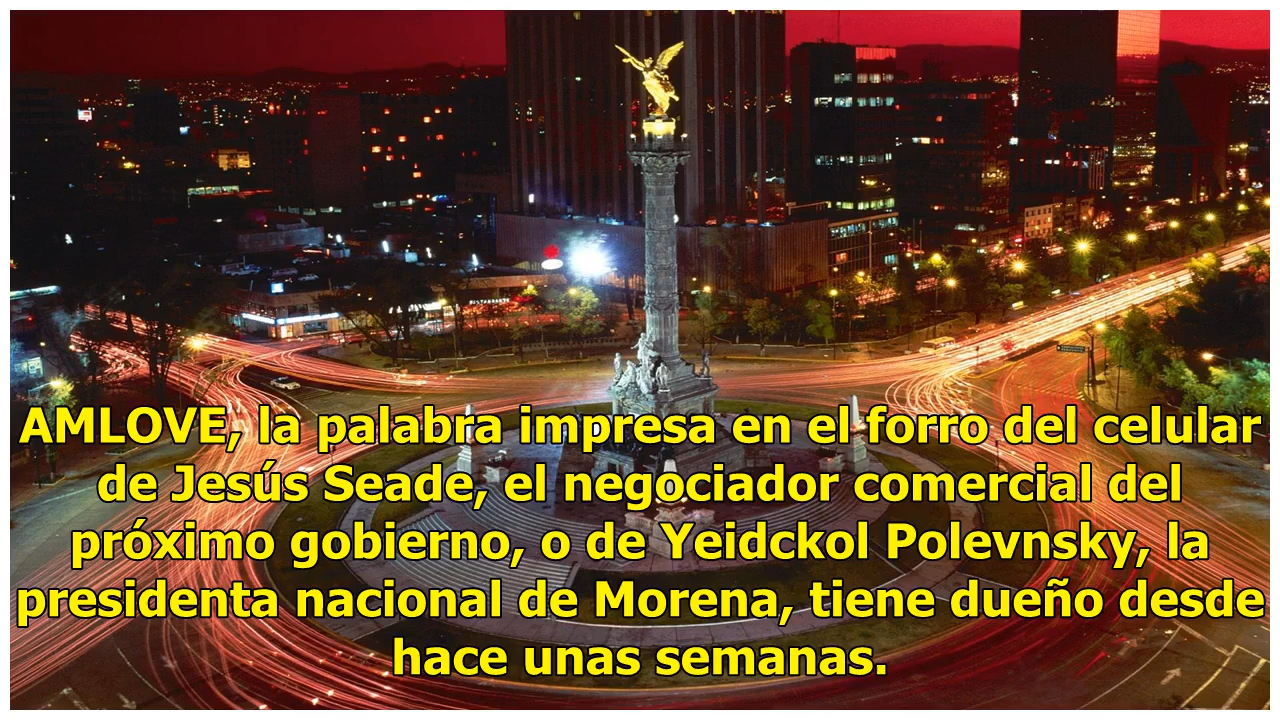 AMLOVE, la palabra impresa en el forro del celular
de Jesús Seade, el negociador comercial del
próximo gobierno, o de Yeidckol Polevnsky, la
presidenta nacional de Morena, tiene dueño desde
hace unas semanas.